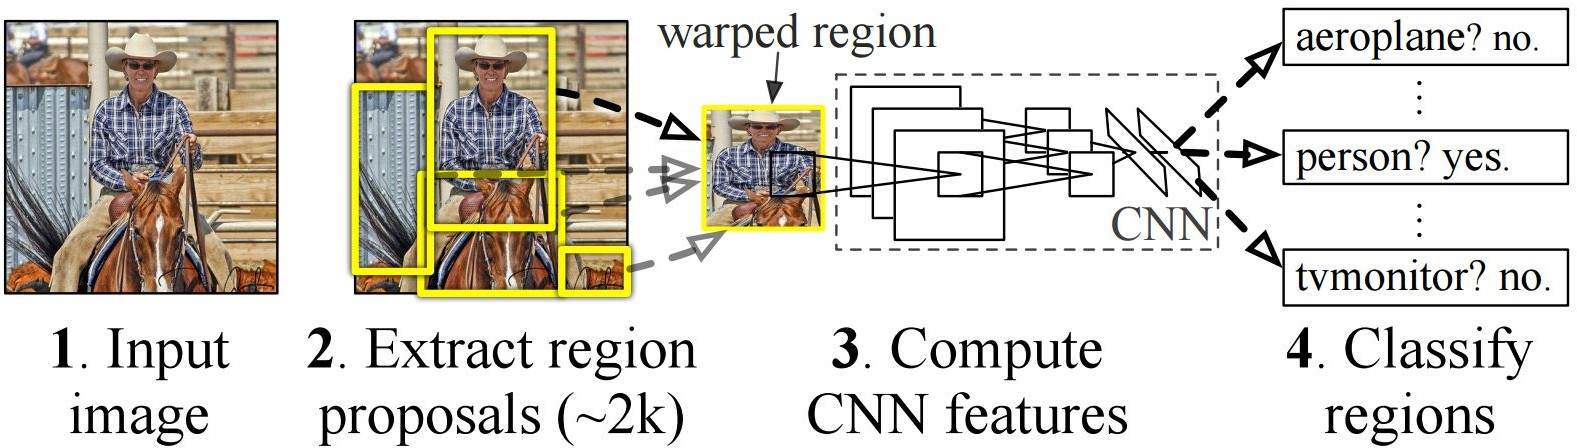 warped region
aeroplane? no.
person? yes.
CNN
tvmonitor? no.
1. Input
image
2. Extract region
proposals (~2k)
3. Compute
CNN features
4. Classify
regions